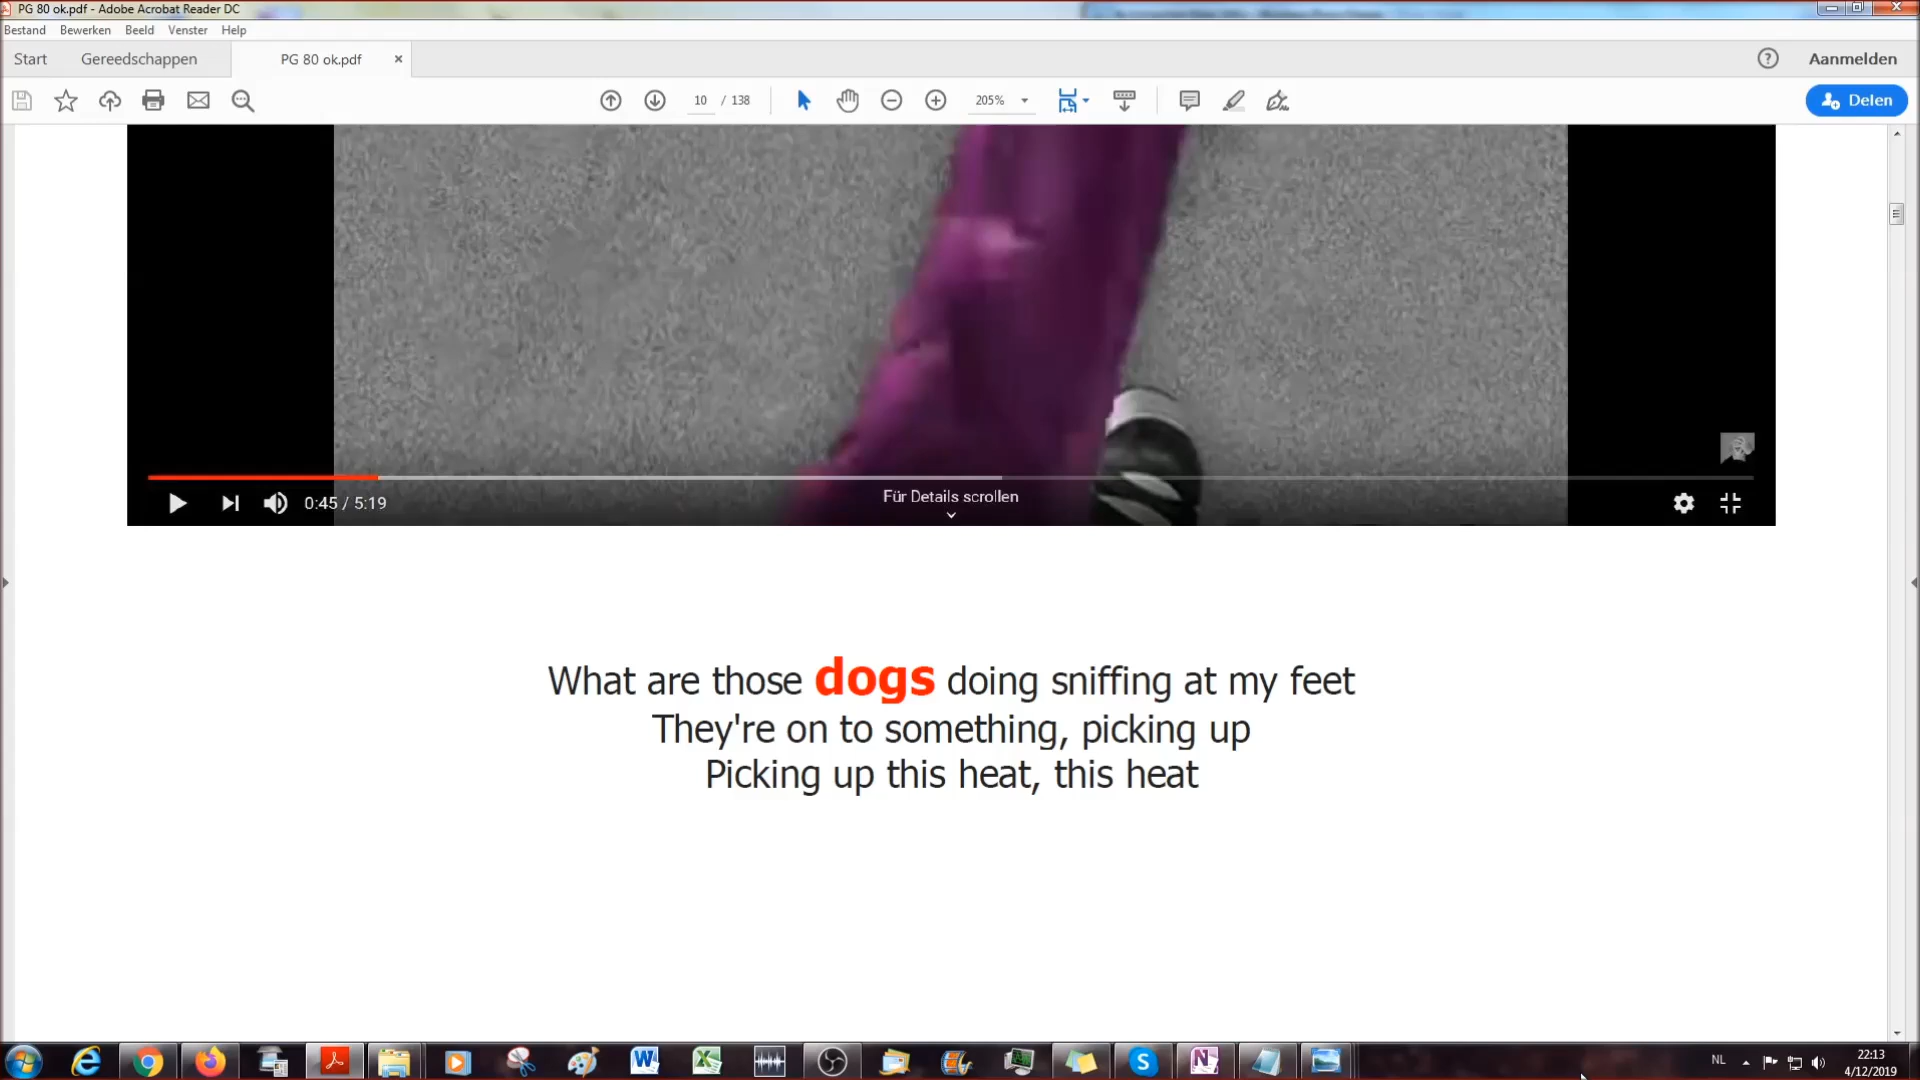 PG 80 ok.pdf - Adobe Acrobat Reader DC
Bestand Bewerken Beeld Venster Help
Start Gereedschappen PG 80 ok.pdf × Aanmelden
10 / 138 205% Delen
Für Details scrollen
0:45 / 5:19
What are those dogs doing sniffing at my feet
They're on to something, picking up
Picking up this heat, this heat
NL 22:13
4/12/2019